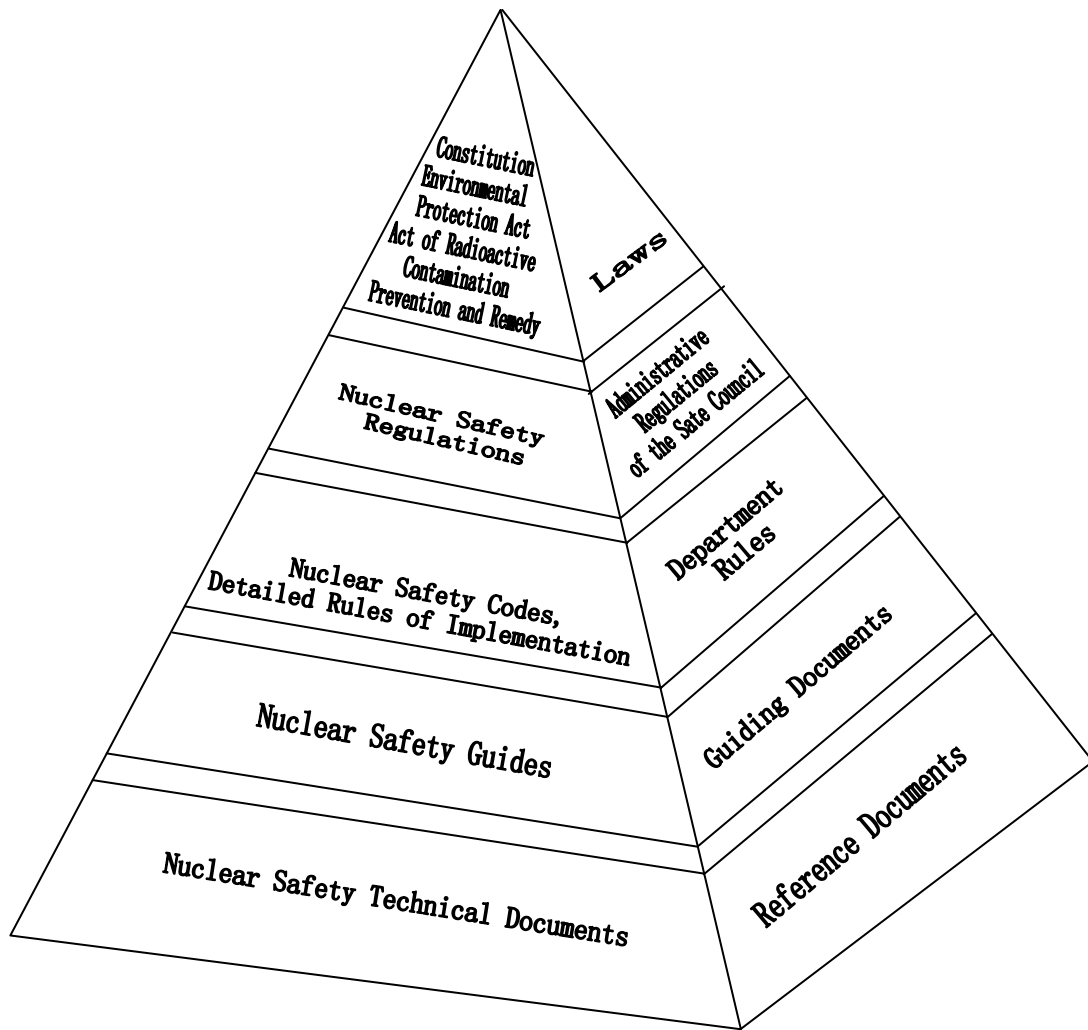 Constitution
Environmental
Protection Act
Act of Radioactive
Contamination
Prevention and Remedy
Laws
Nuclear Safety
Regulations
Administrative
Regulations
of the Sate Council
Nuclear Safety Codes,
Detailed Rules of Implementation
Department
Rules
Nuclear Safety Guides
Guiding Documents
Nuclear Safety Technical Documents
Reference Documents